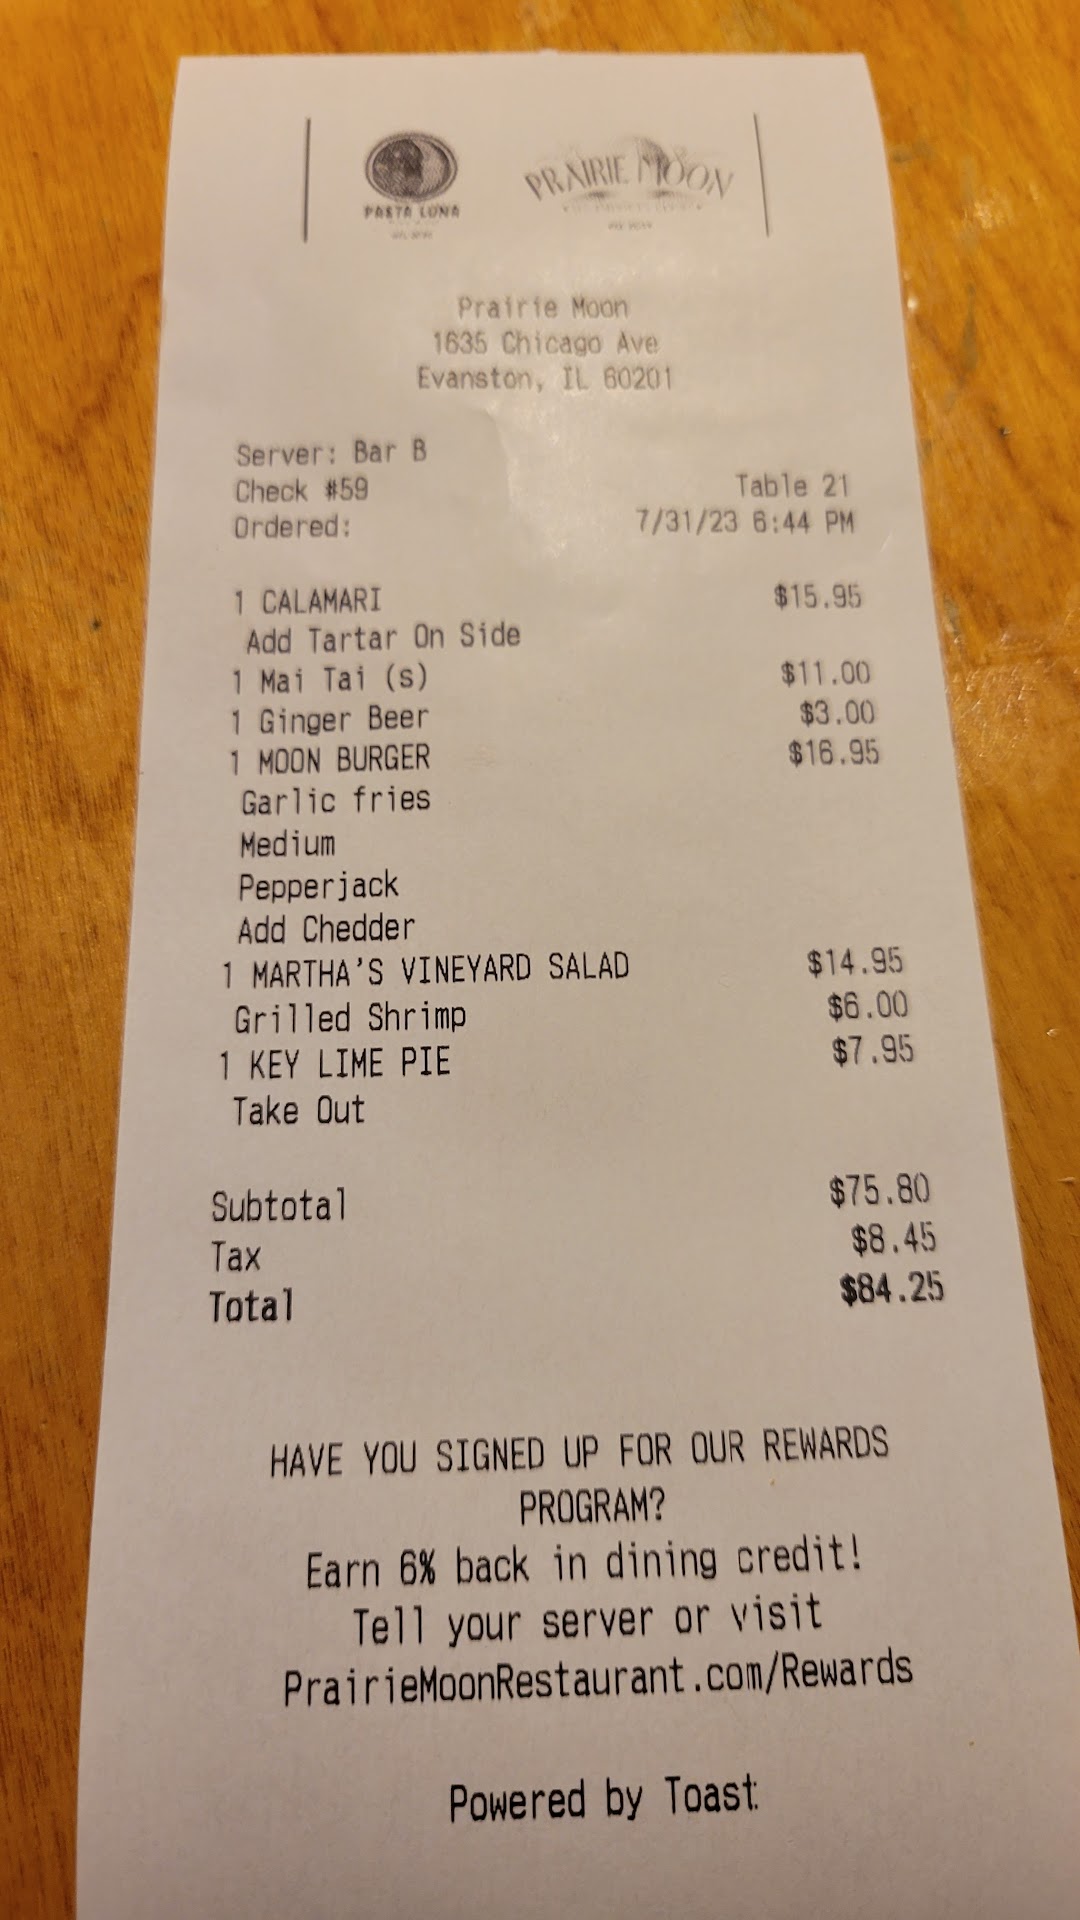 PASTA LUNA
PRAIRIE MOON
Prairie Moon
1635 Chicago Ave
Evanston, IL 60201
Server: Bar B
Check #59 Table 21
Ordered: 7/31/23 6:44 PM
1 CALAMARI $15.95
Add Tartar On Side
1 Mai Tai (s) $11.00
1 Ginger Beer $3.00
1 MOON BURGER $16.95
Garlic fries
Medium
Pepperjack
Add Chedder
1 MARTHA'S VINEYARD SALAD $14.95
Grilled Shrimp $6.00
1 KEY LIME PIE $7.95
Take Out
Subtotal $75.80
Tax $8.45
Total $84.25
HAVE YOU SIGNED UP FOR OUR REWARDS
PROGRAM?
Earn 6% back in dining credit!
Tell your server or visit
PrairieMoonRestaurant.com/Rewards
Powered by Toast